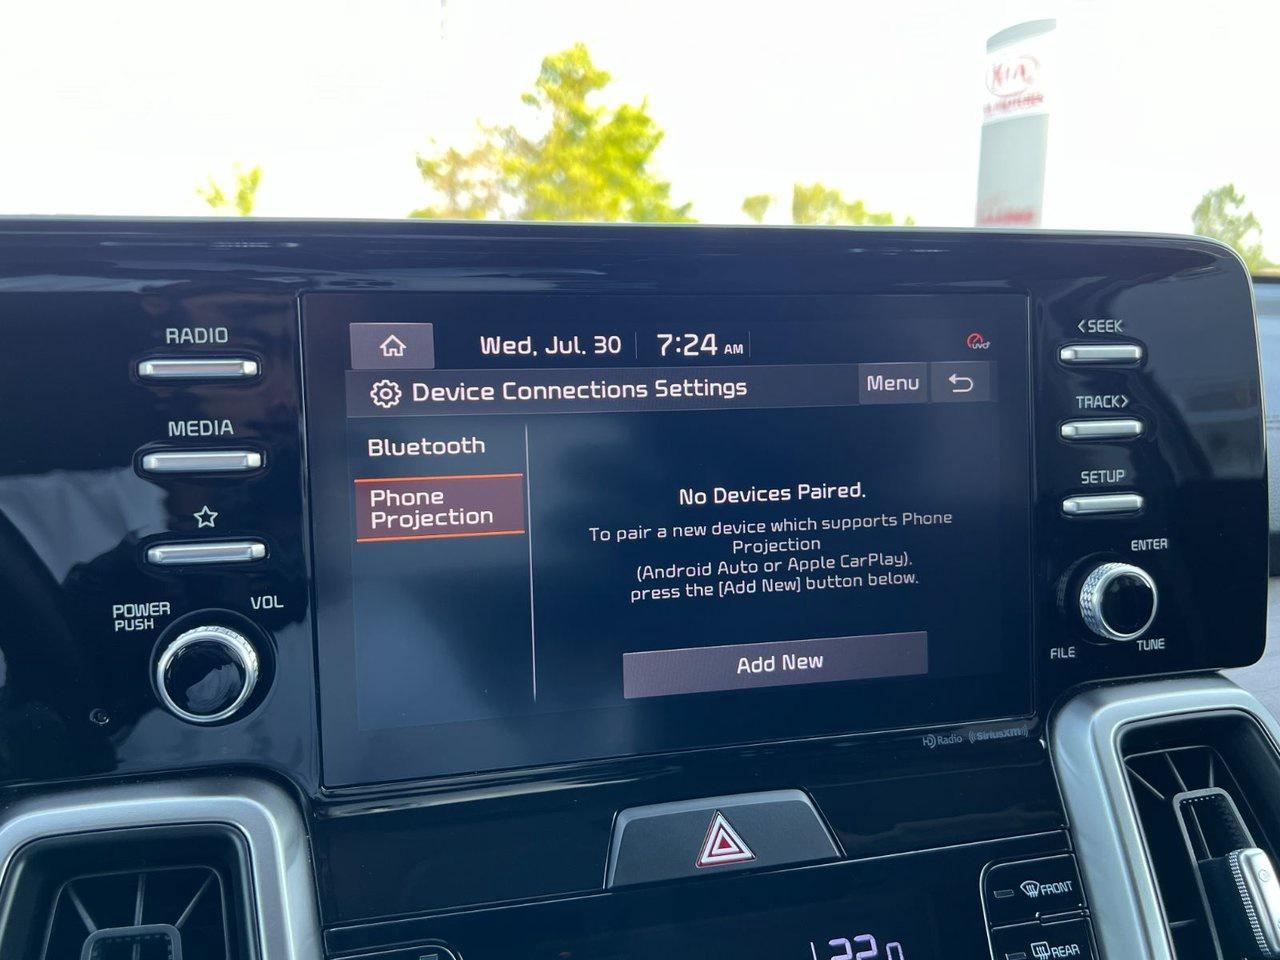 KIA
RADIO
MEDIA
POWER
PUSH
VOL
Wed, Jul. 30
7:24 AM
uvo
Device Connections Settings
Menu
Bluetooth
Phone
Projection
No Devices Paired.
To pair a new device which supports Phone
Projection
(Android Auto or Apple CarPlay),
press the [Add New] button below.
Add New
HD Radio
((SiriusXM))
<SEEK
TRACK>
SETUP
ENTER
FILE
TUNE
FRONT
REAR